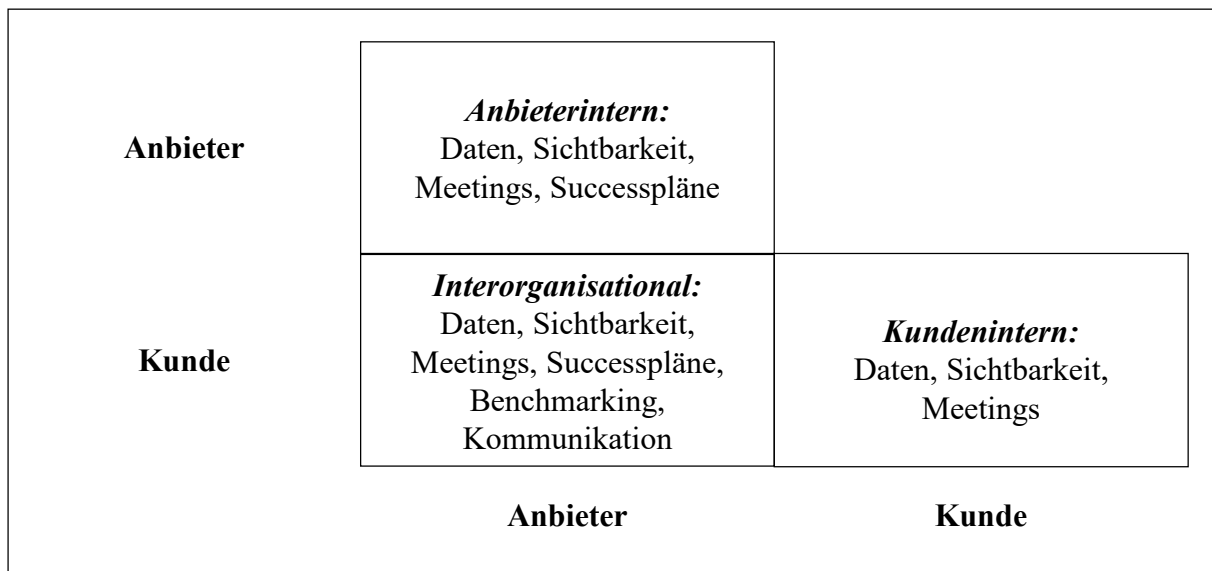 Anbieter
Anbieterintern:
Daten, Sichtbarkeit,
Meetings, Successpläne
Kunde
Interorganisational:
Daten, Sichtbarkeit,
Meetings, Successpläne,
Benchmarking,
Kommunikation
Kundenintern:
Daten, Sichtbarkeit,
Meetings
Anbieter
Kunde